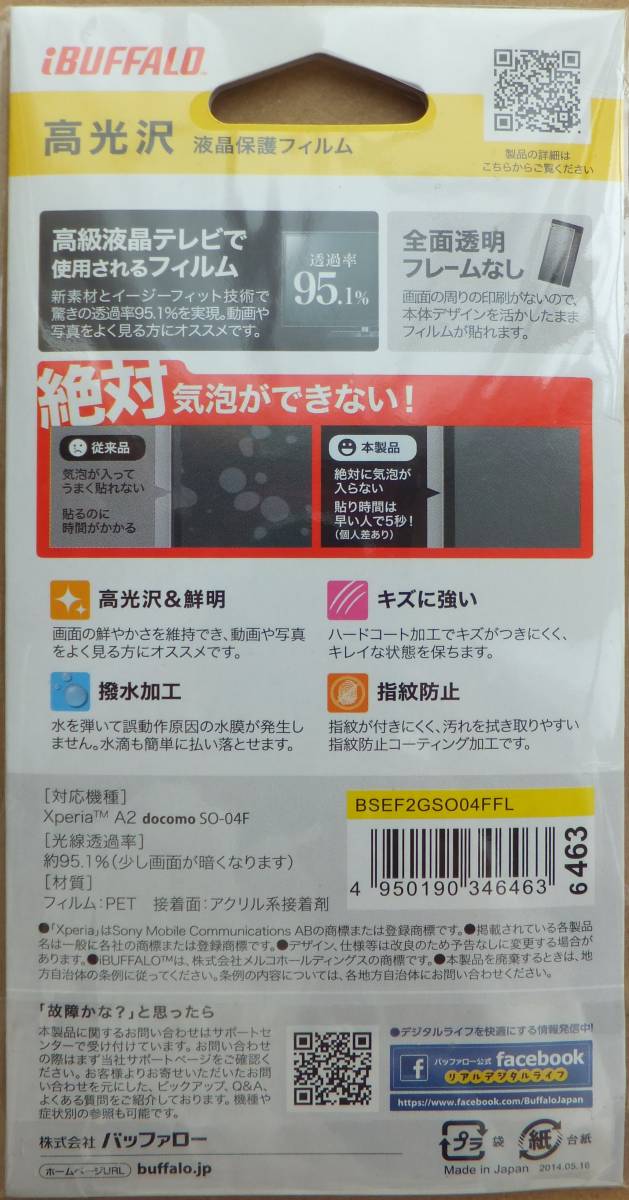 iBUFFALO™
高光沢 液晶保護フィルム
製品の詳細は
こちらからご覧ください
高級液晶テレビで
使用されるフィルム
新素材とイージーフィット技術で
驚きの透過率95.1%を実現。動画や
写真をよく見る方にオススメです。
透過率
95.1%
全面透明
フレームなし
画面の周りの印刷がないので、
本体デザインを活かしたまま
フィルムが貼れます。
絶対気泡ができない!
従来品
気泡が入って
うまく貼れない
貼るのに
時間がかかる
本製品
絶対に気泡が
入らない
貼り時間は
早い人で5秒!
(個人差あり)
高光沢&鮮明
画面の鮮やかさを維持でき、動画や写真
をよく見る方にオススメです。
キズに強い
ハードコート加工でキズがつきにくく、
キレイな状態を保ちます。
撥水加工
水を弾いて誤動作原因の水膜が発生し
ません。水滴も簡単に払い落とせます。
指紋防止
指紋が付きにくく、汚れを拭き取りやすい
指紋防止コーティング加工です。
[対応機種]
Xperia™ A2 docomo SO-04F
[光線透過率]
約95.1%(少し画面が暗くなります)
[材質]
フィルム:PET 接着面:アクリル系接着剤
BSEF2GSO04FFL
4 950190 346463
6463
●「Xperia」はSony Mobile Communications ABの商標または登録商標です。●掲載されている各製品
名は一般に各社の商標または登録商標です。●デザイン、仕様等は改良のため予告なしに変更する場合が
あります。●iBUFFALO™は、株式会社メルコホールディングスの商標です。●本製品を廃棄するときは、地
方自治体の条例に従ってください。条例の内容については、各地方自治体にお問い合わせください。
「故障かな?」と思ったら
本製品に関するお問い合わせはサポートセ
ンターで受け付けています。お問い合わせ
の際はまず当社サポートページをご確認く
ださい。お客様よりお寄せいただいたお問
い合わせを元にした、ピックアップ、Q&A、
よくある質問をご紹介しております。機種や
症状別の参照も可能です。
株式会社 バッファロー
ホームページURL buffalo.jp
●デジタルライフを快適にする情報発信中!
f バッファロー公式 facebook
リアルデジタルライフ
https://www.facebook.com/BuffaloJapan
プラ 袋 紙 台紙
Made in Japan 2014.05.16